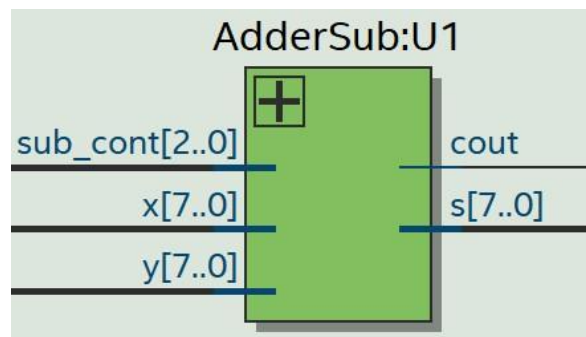 AdderSub:U1
sub_cont[2..0]
cout
x[7..0]
s[7..0]
y[7..0]